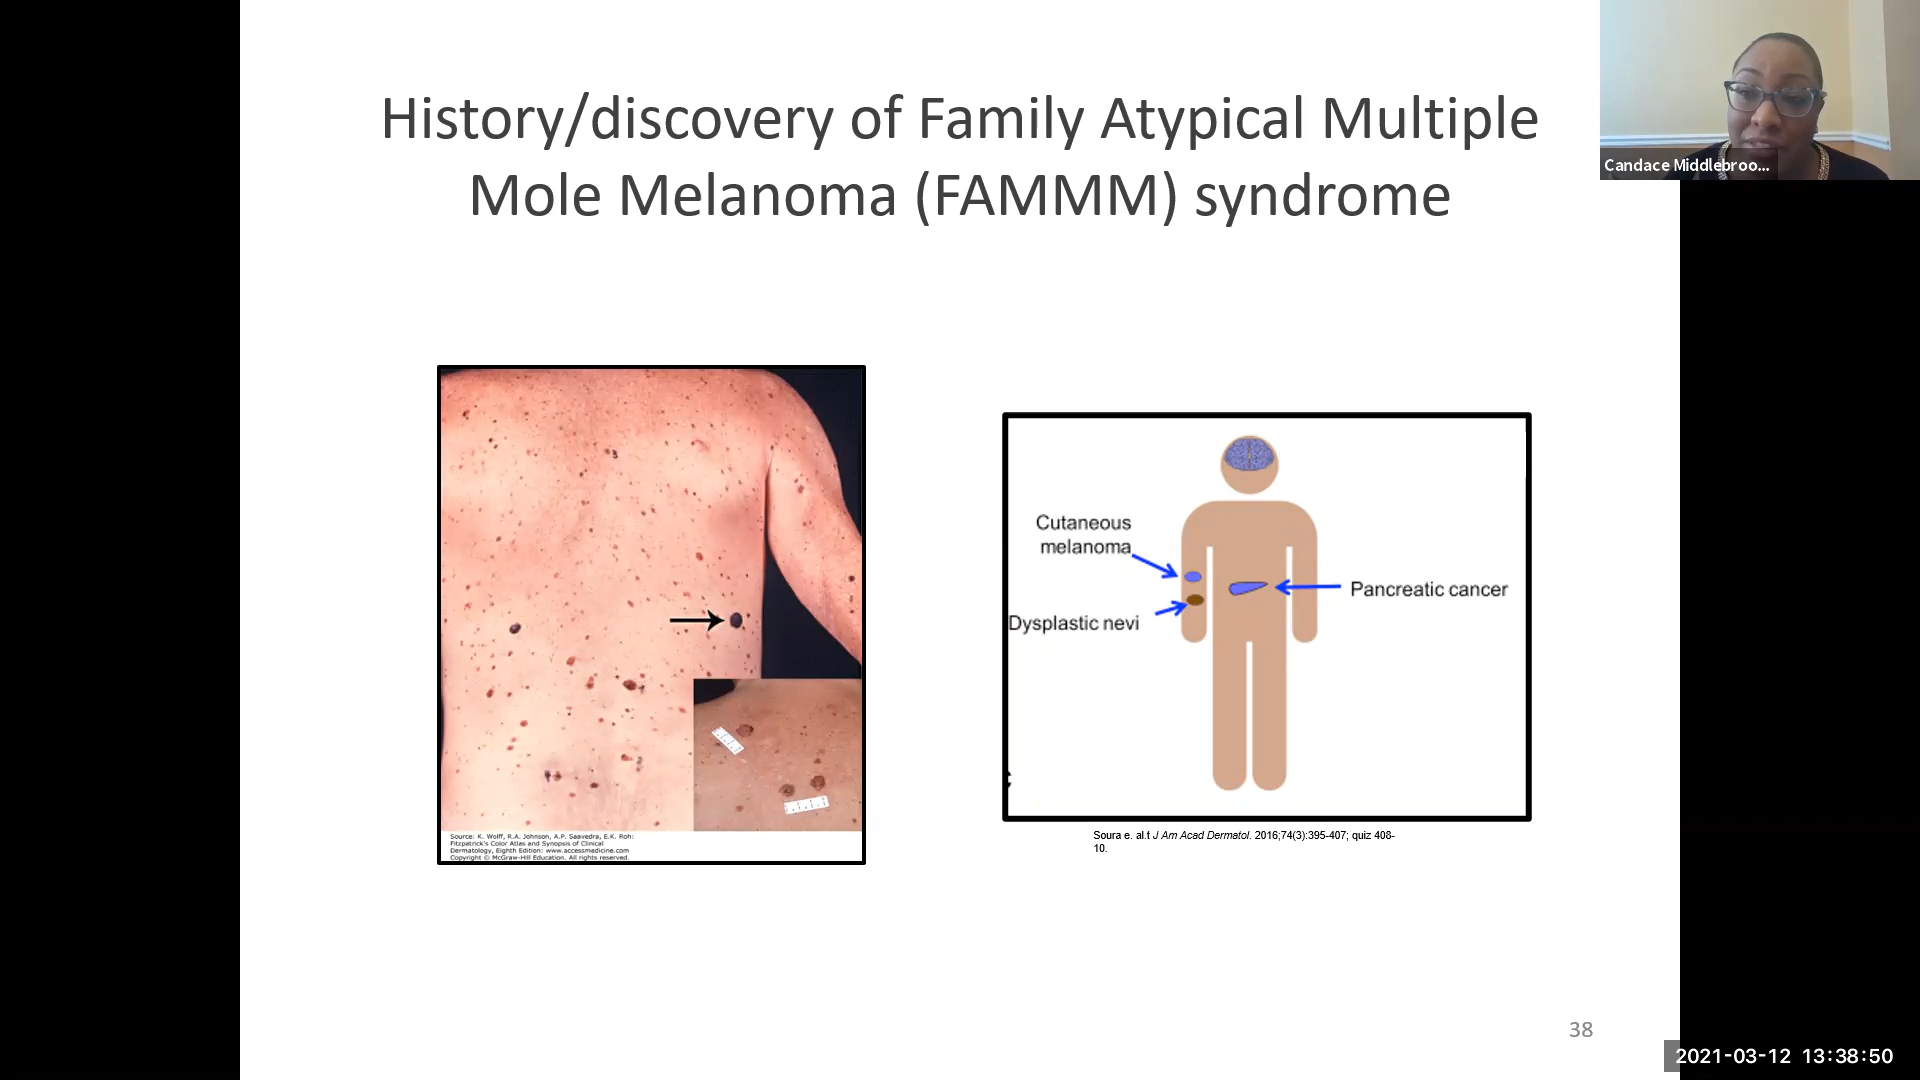 History/discovery of Family Atypical Multiple
Mole Melanoma (FAMMM) syndrome
Candace Middlebroo...
Cutaneous
melanoma
Dysplastic nevi
Pancreatic cancer
Source: K. Wolff, R.A. Johnson, A.P. Saavedra, E.K. Roh:
Fitzpatrick's Color Atlas and Synopsis of Clinical
Dermatology, Eighth Edition: www.accessmedicine.com
Copyright © McGraw-Hill Education. All rights reserved.
Soura e. al.t J Am Acad Dermatol. 2016;74(3):395-407; quiz 408-
10.
38
2021-03-12 13:38:50